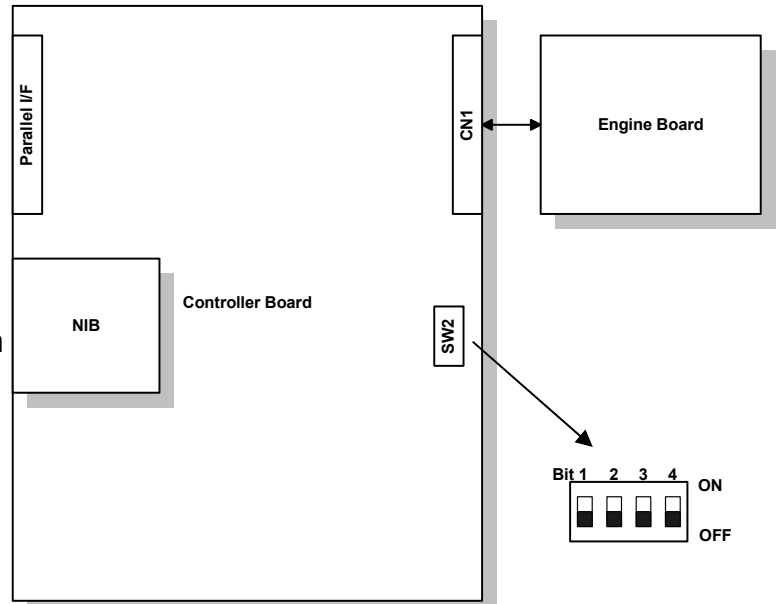 Parallel I/F
CN1
Engine Board
NIB
Controller Board
SW2
n
Bit 1 2 3 4
ON
OFF